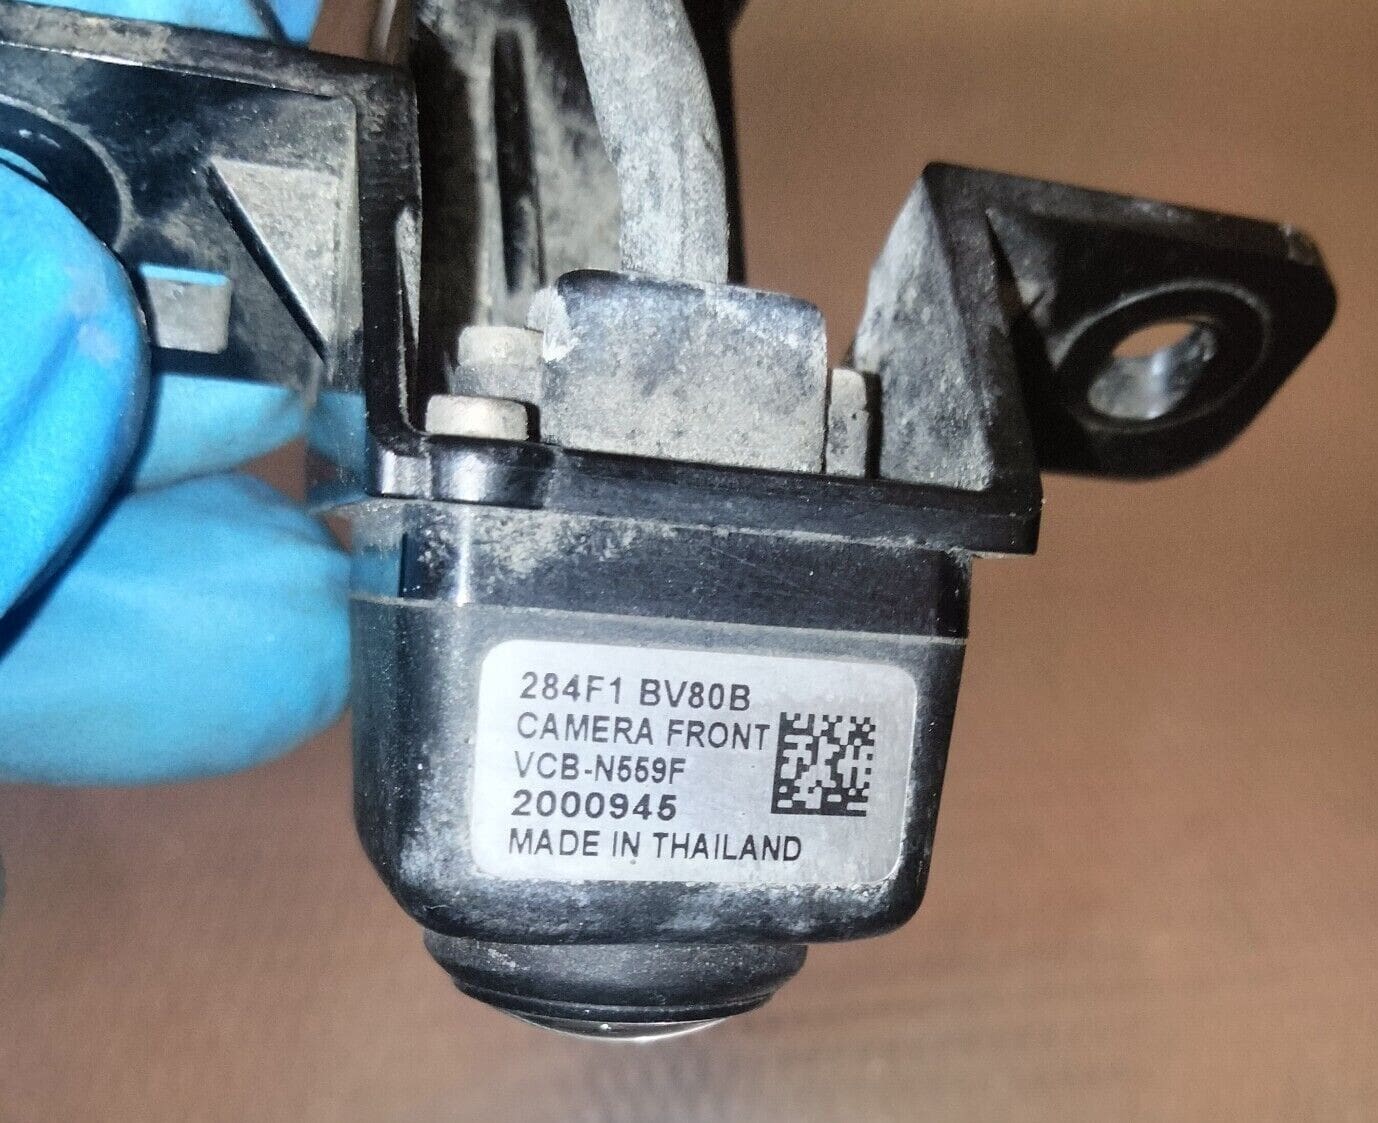 284F1 BV80B
CAMERA FRONT
VCB-N559F
2000945
MADE IN THAILAND